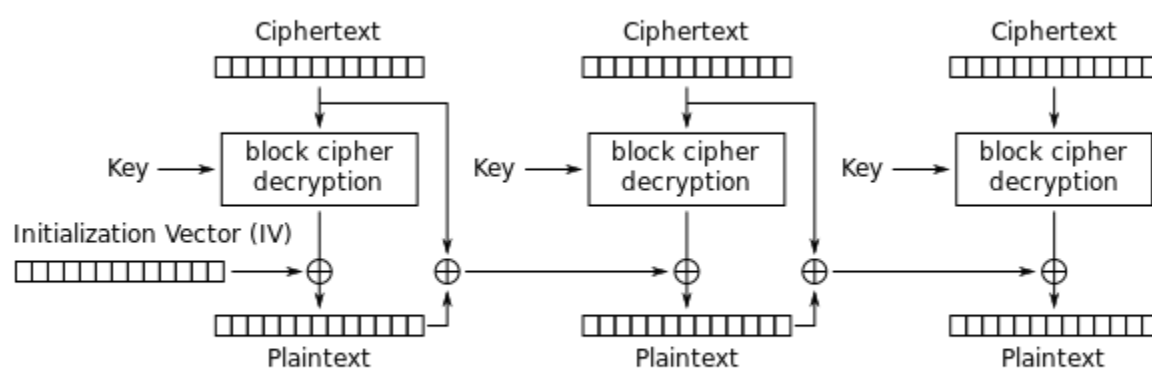 Ciphertext
Ciphertext
Ciphertext
block cipher
decryption
block cipher
decryption
block cipher
decryption
Key
Key
Key
Initialization Vector (IV)
Plaintext
Plaintext
Plaintext